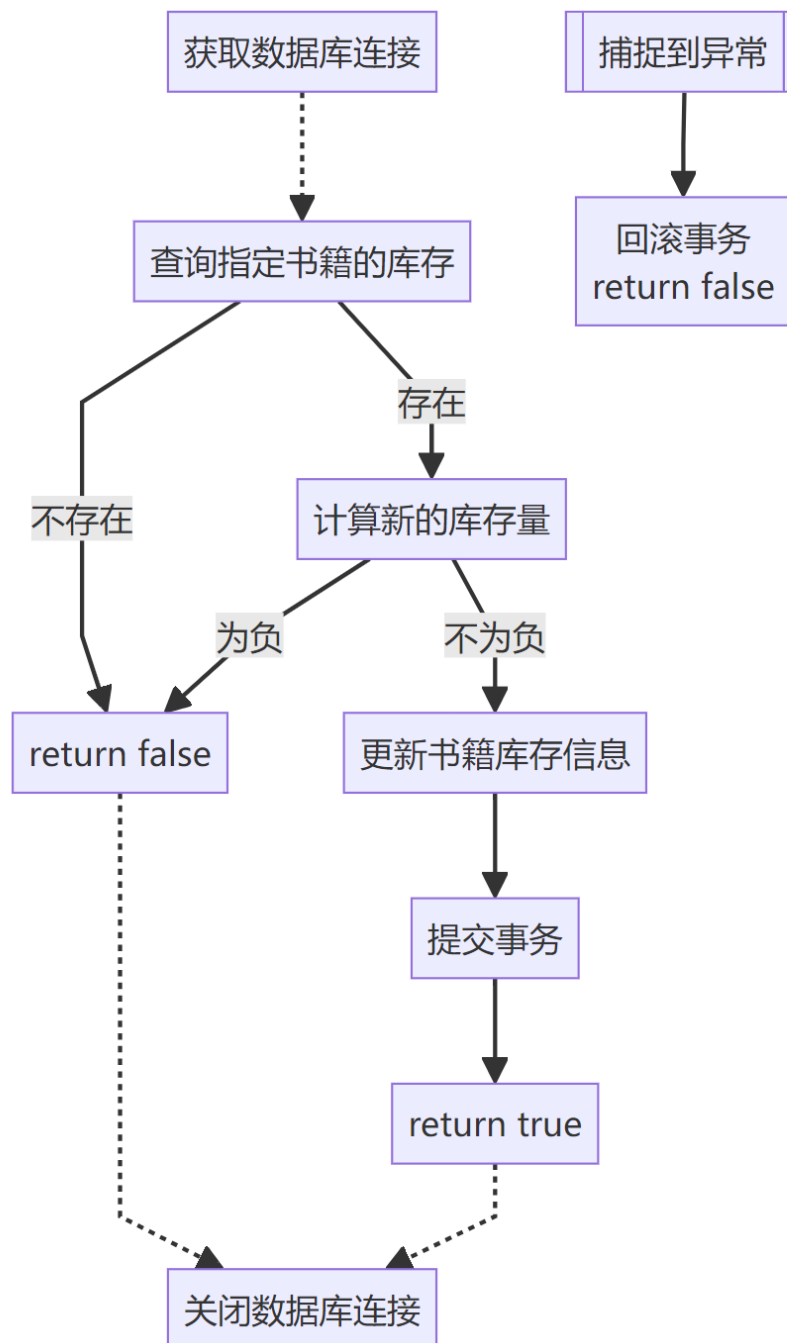 获取数据库连接
捕捉到异常
查询指定书籍的库存
回滚事务
return false
存在
不存在
计算新的库存量
为负
不为负
return false
更新书籍库存信息
提交事务
return true
关闭数据库连接